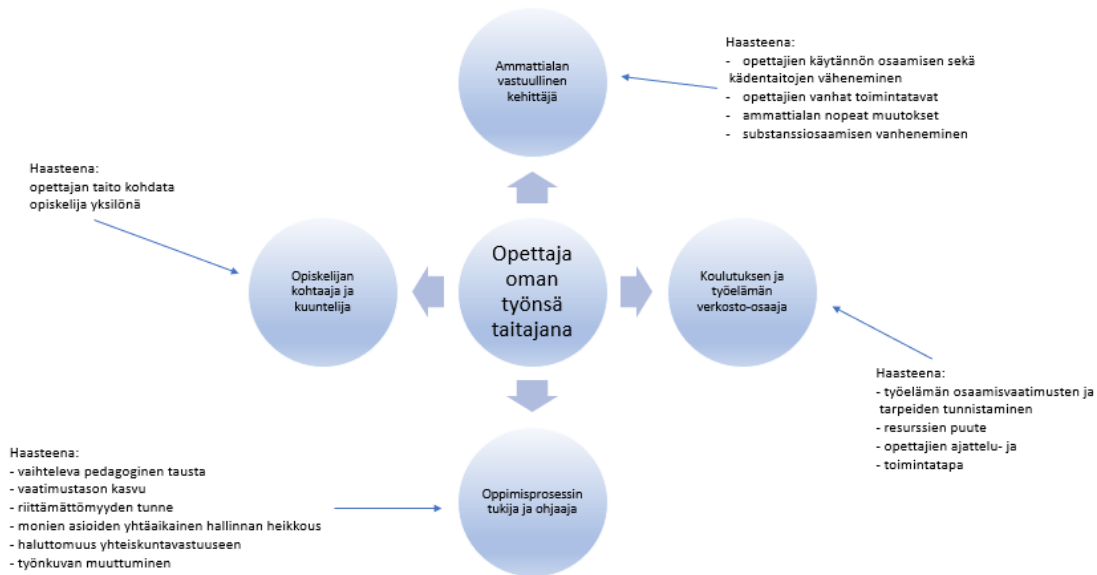 Ammattialan
vastuullinen
kehittäjä
Haasteena:
- opettajien käytännön osaamisen sekä
kädentaitojen väheneminen
- opettajien vanhat toimintatavat
- ammattialan nopeat muutokset
- substanssiosaamisen vanheneminen
Haasteena:
opettajan taito kohdata
opiskelija yksilönä
Opiskelijan
kohtaaja ja
kuuntelija
Opettaja
oman
työnsä
taitajana
Koulutuksen ja
työelämän
verkosto-osaaja
Haasteena:
- työelämän osaamisvaatimusten ja
tarpeiden tunnistaminen
- resurssien puute
- opettajien ajattelu- ja
- toimintatapa
Haasteena:
- vaihteleva pedagoginen tausta
- vaatimustason kasvu
- riittämättömyyden tunne
- monien asioiden yhtäaikainen hallinnan heikkous
- haluttomuus yhteiskuntavastuuseen
- työnkuvan muuttuminen
Oppimisprosessin
tukija ja ohjaaja